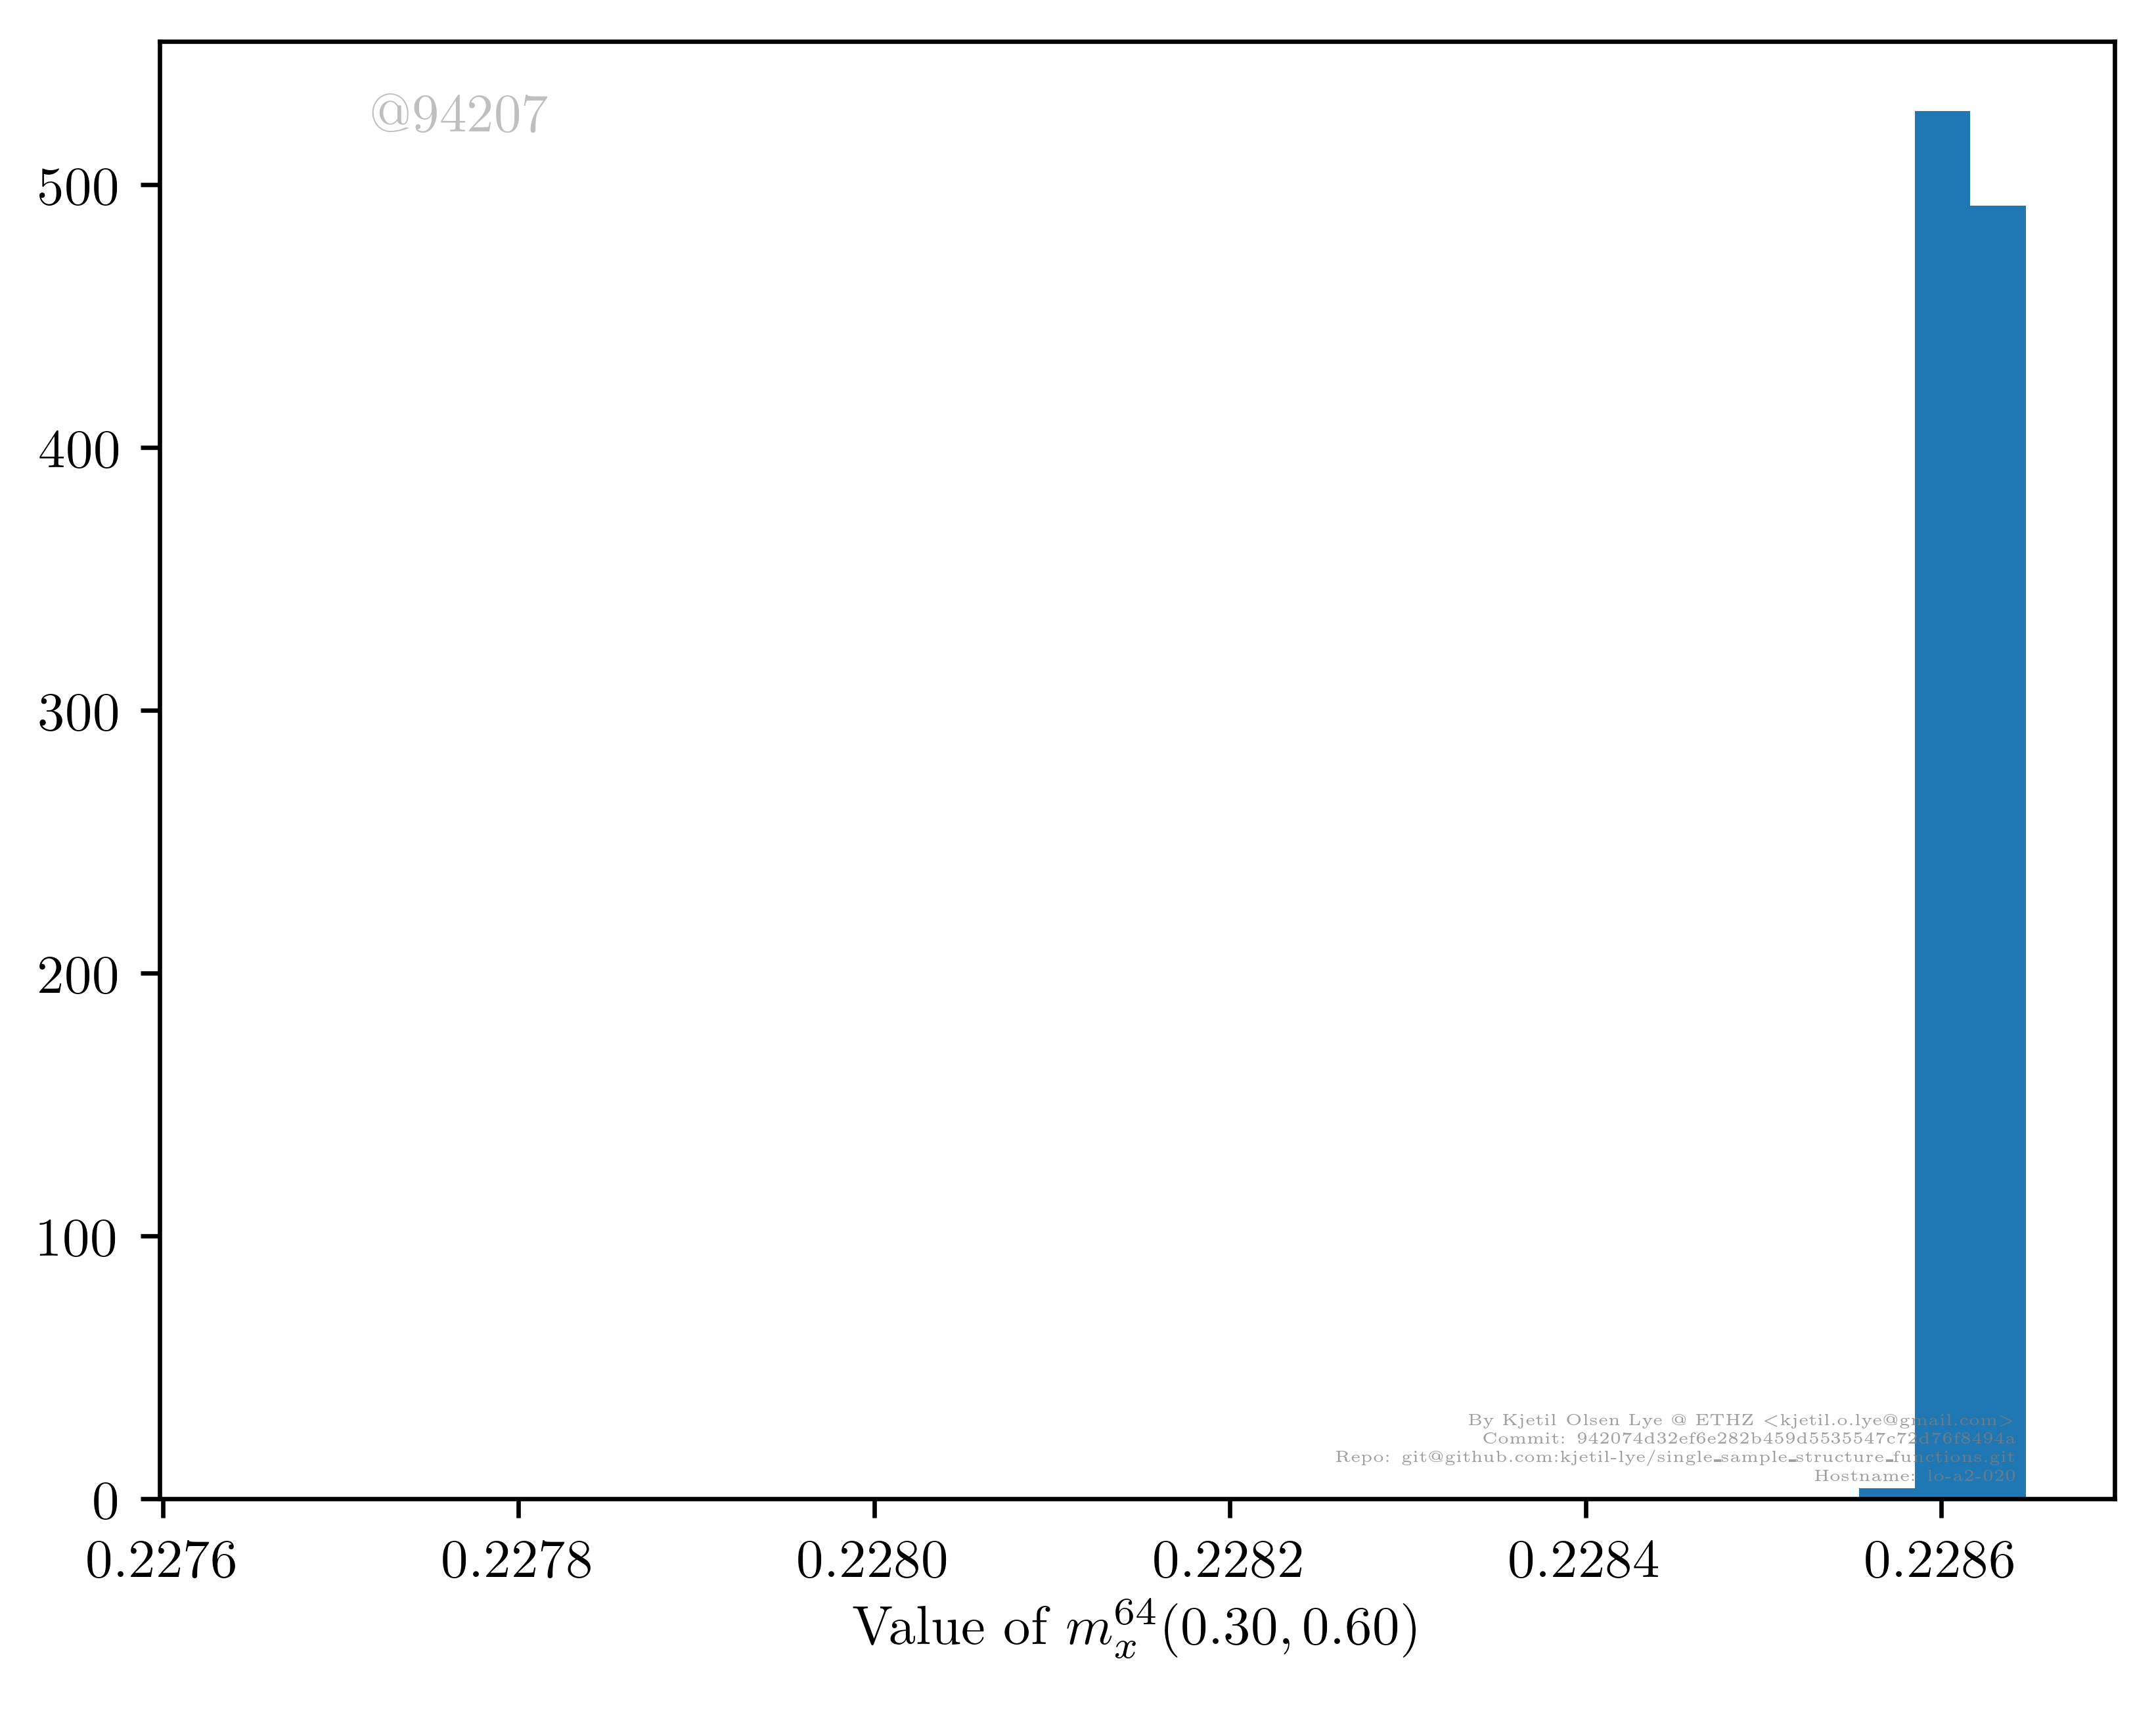 @94207
500
400
300
200
100
0
0.2276 0.2278 0.2280 0.2282 0.2284 0.2286
Value of $m_x^{64}(0.30, 0.60)$
By Kjetil Olsen Lye @ ETHZ <kjetil.o.lye@gmail.com>
Commit: 942074d32ef6e282b459d5535547c72d76f8494a
Repo: git@github.com:kjetil-lye/single_sample_structure_functions.git
Hostname: lo-a2-020